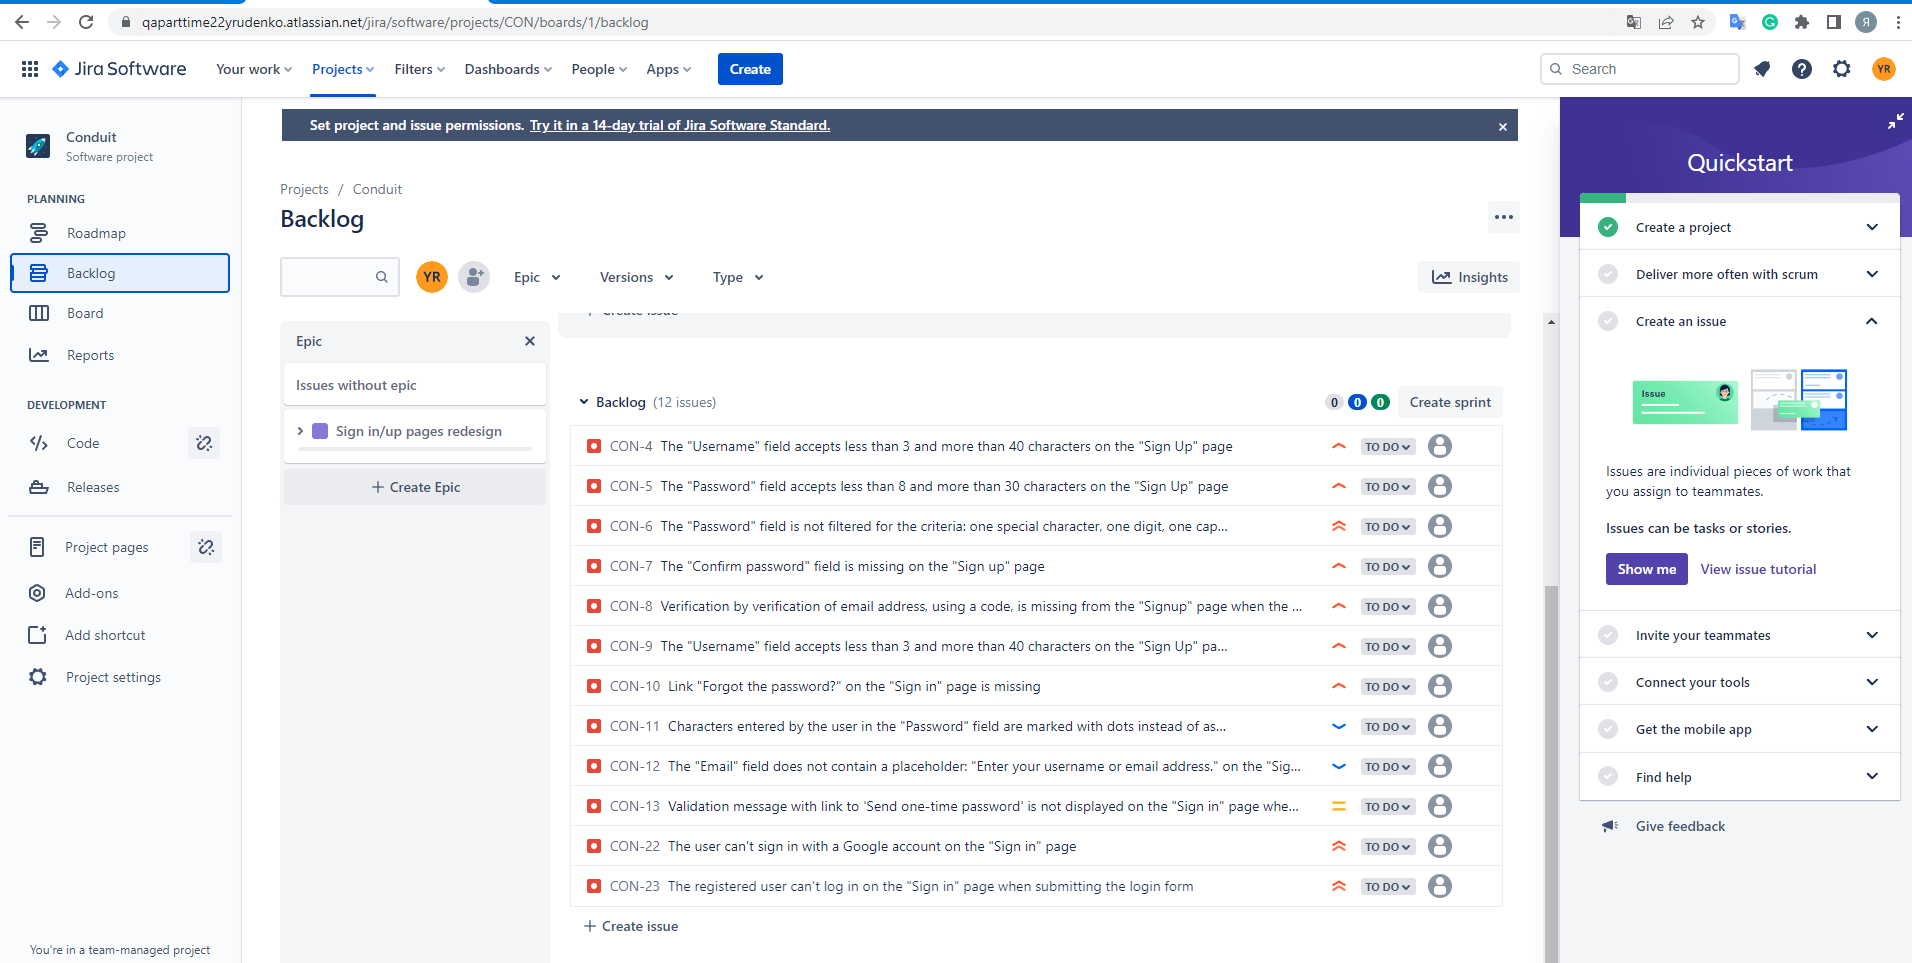 qaparttime22yrudenko.atlassian.net/jira/software/projects/CON/boards/1/backlog
Я
Jira Software
Your work
Projects
Filters
Dashboards
People
Apps
Create
Search
YR
Conduit
Software project
PLANNING
Roadmap
Backlog
Board
Reports
DEVELOPMENT
Code
Releases
Project pages
Add-ons
Add shortcut
Project settings
You're in a team-managed project
Set project and issue permissions. Try it in a 14-day trial of Jira Software Standard.
Projects / Conduit
Backlog
YR
Epic
Versions
Type
Insights
Epic
Issues without epic
Sign in/up pages redesign
+ Create Epic
+ Create issue
Backlog (12 issues)
0 0 0
Create sprint
CON-4 The "Username" field accepts less than 3 and more than 40 characters on the "Sign Up" page TO DO
CON-5 The "Password" field accepts less than 8 and more than 30 characters on the "Sign Up" page TO DO
CON-6 The "Password" field is not filtered for the criteria: one special character, one digit, one cap... TO DO
CON-7 The "Confirm password" field is missing on the "Sign up" page TO DO
CON-8 Verification by verification of email address, using a code, is missing from the "Signup" page when the ... TO DO
CON-9 The "Username" field accepts less than 3 and more than 40 characters on the "Sign Up" pa... TO DO
CON-10 Link "Forgot the password?" on the "Sign in" page is missing TO DO
CON-11 Characters entered by the user in the "Password" field are marked with dots instead of as... TO DO
CON-12 The "Email" field does not contain a placeholder: "Enter your username or email address." on the "Sig... TO DO
CON-13 Validation message with link to 'Send one-time password' is not displayed on the "Sign in" page whe... TO DO
CON-22 The user can't sign in with a Google account on the "Sign in" page TO DO
CON-23 The registered user can't log in on the "Sign in" page when submitting the login form TO DO
+ Create issue
Quickstart
Create a project
Deliver more often with scrum
Create an issue
Issue
Issues are individual pieces of work that
you assign to teammates.
Issues can be tasks or stories.
Show me
View issue tutorial
Invite your teammates
Connect your tools
Get the mobile app
Find help
Give feedback